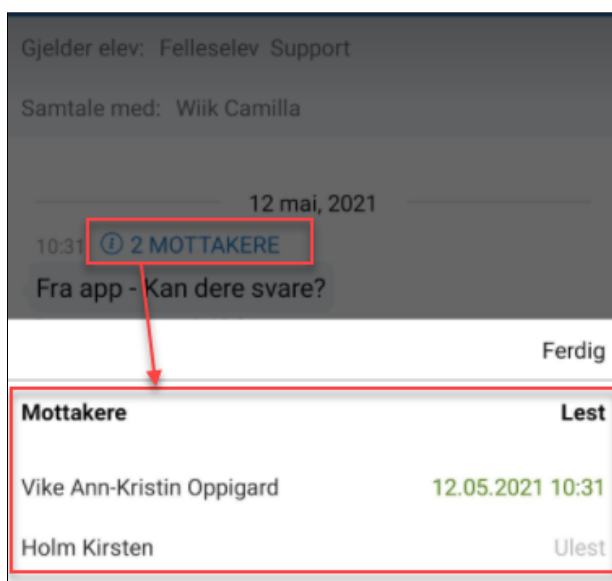 Gjelder elev: Felleselev Support
Samtale med: Wiik Camilla
12 mai, 2021
10:31 2 MOTTAKERE
Fra app - Kan dere svare?
Ferdig
Mottakere Lest
Vike Ann-Kristin Oppigard 12.05.2021 10:31
Holm Kirsten Ulest